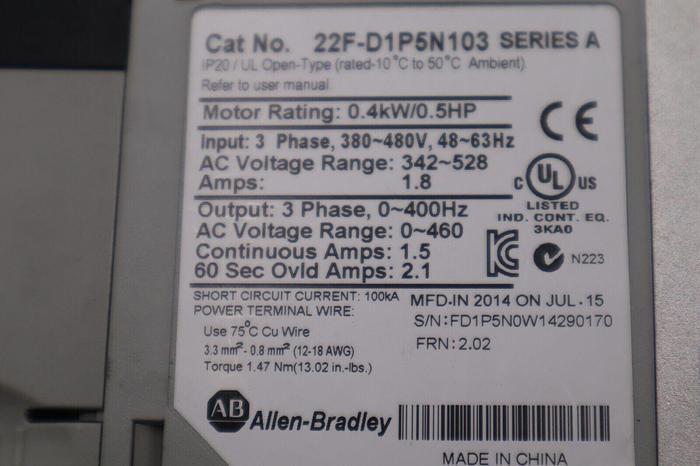 Cat No. 22F-D1P5N103 SERIES A
IP20 / UL Open-Type (rated-10°C to 50°C Ambient).
Refer to user manual.
Motor Rating: 0.4kW/0.5HP
Input: 3 Phase, 380~480V, 48~63Hz
AC Voltage Range: 342~528
Amps: 1.8
CE
C UL US
LISTED
IND. CONT. EQ.
3KA0
Output: 3 Phase, 0~400Hz
AC Voltage Range: 0~460
Continuous Amps: 1.5
60 Sec Ovld Amps: 2.1
N223
SHORT CIRCUIT CURRENT: 100kA
POWER TERMINAL WIRE:
Use 75°C Cu Wire
3.3 mm² - 0.8 mm² (12-18 AWG)
Torque 1.47 Nm(13.02 in.-lbs.)
MFD.IN 2014 ON JUL.15
S/N:FD1P5N0W14290170
FRN:2.02
AB Allen-Bradley
MADE IN CHINA